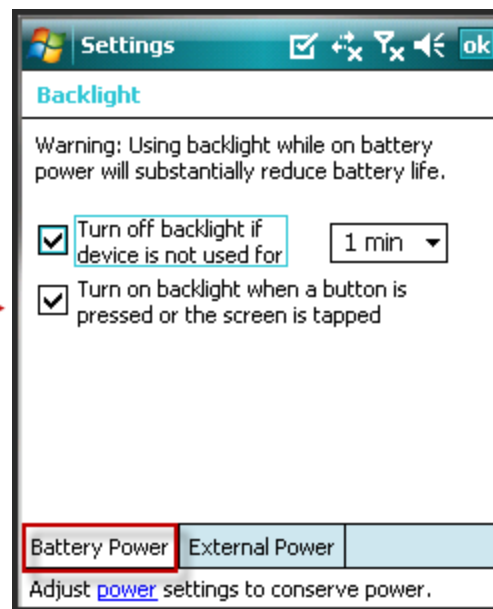 Settings
ok
Backlight
Warning: Using backlight while on battery
power will substantially reduce battery life.
Turn off backlight if
device is not used for
1 min
Turn on backlight when a button is
pressed or the screen is tapped
Battery Power
External Power
Adjust power settings to conserve power.